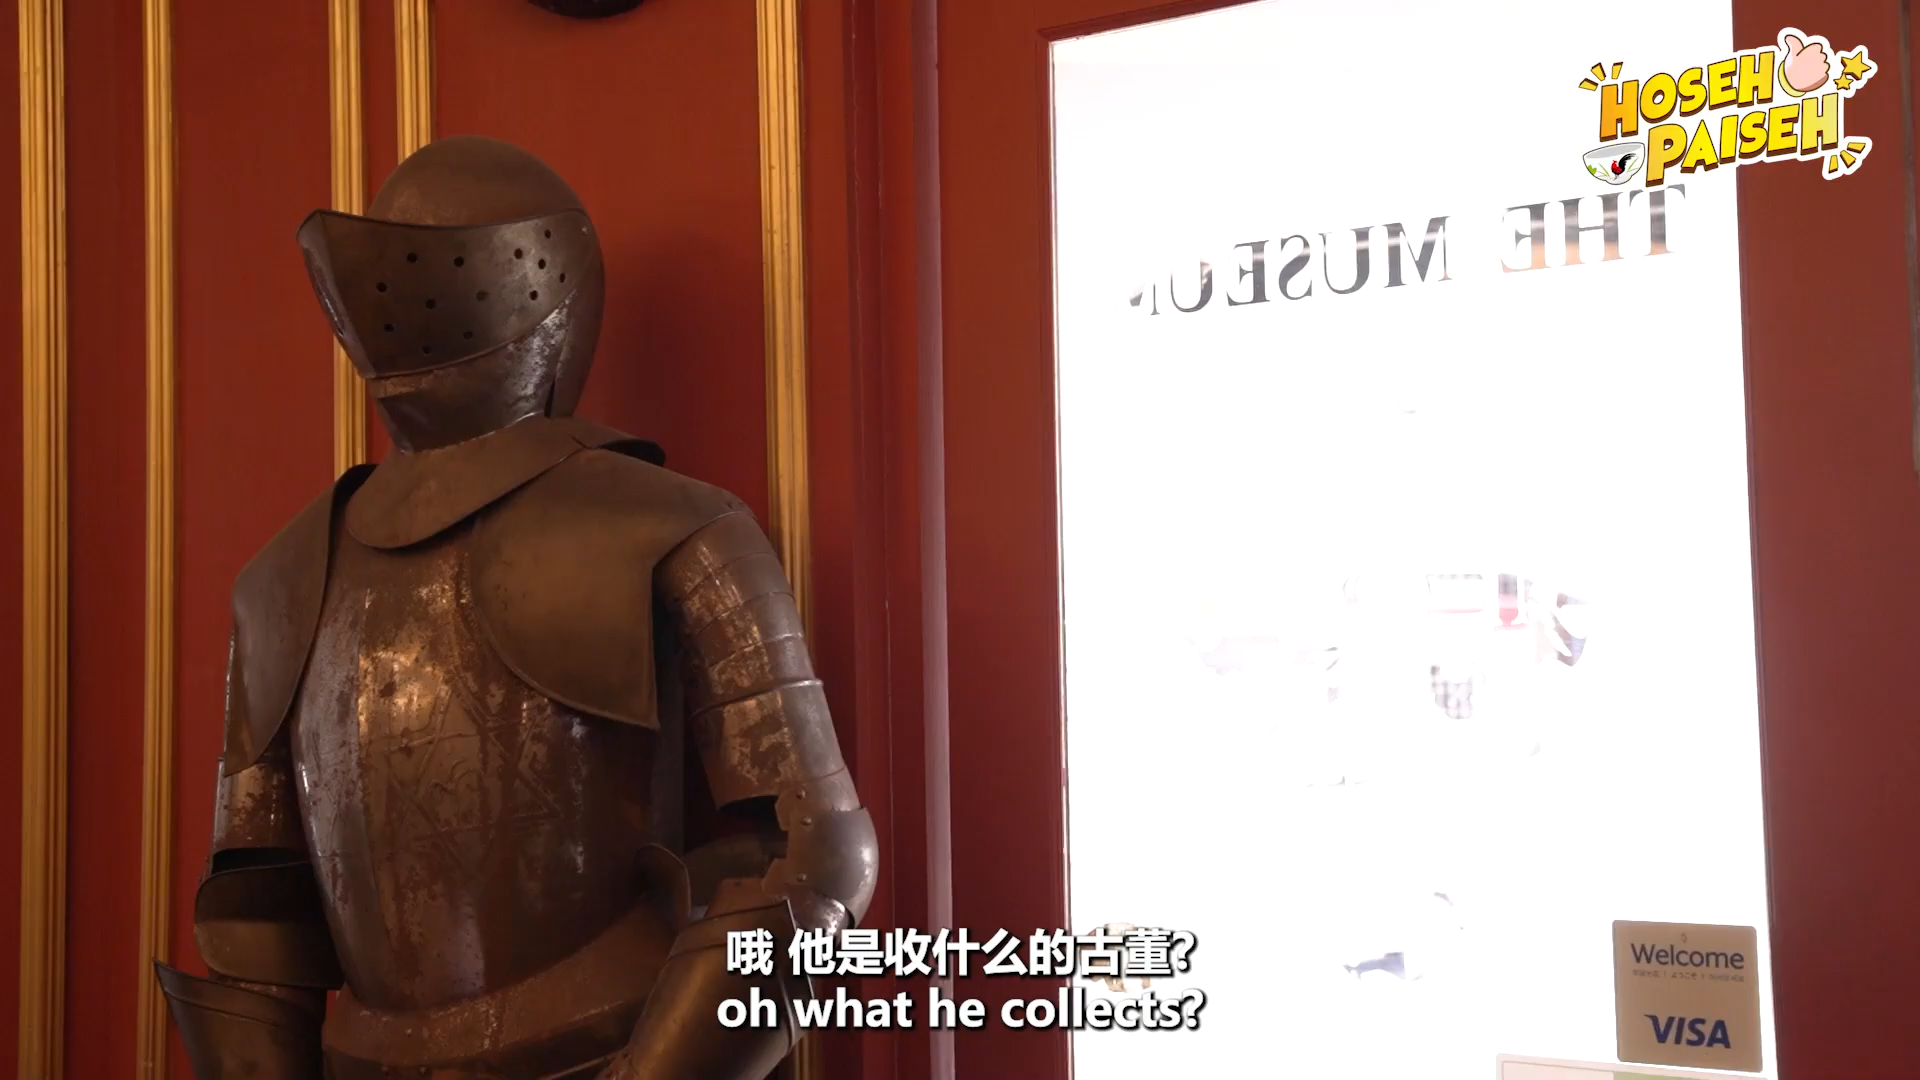 HOSEH
PAISEH
THE MUSEUM
哦 他是收什么的古董?
oh what he collects?
Welcome
VISA